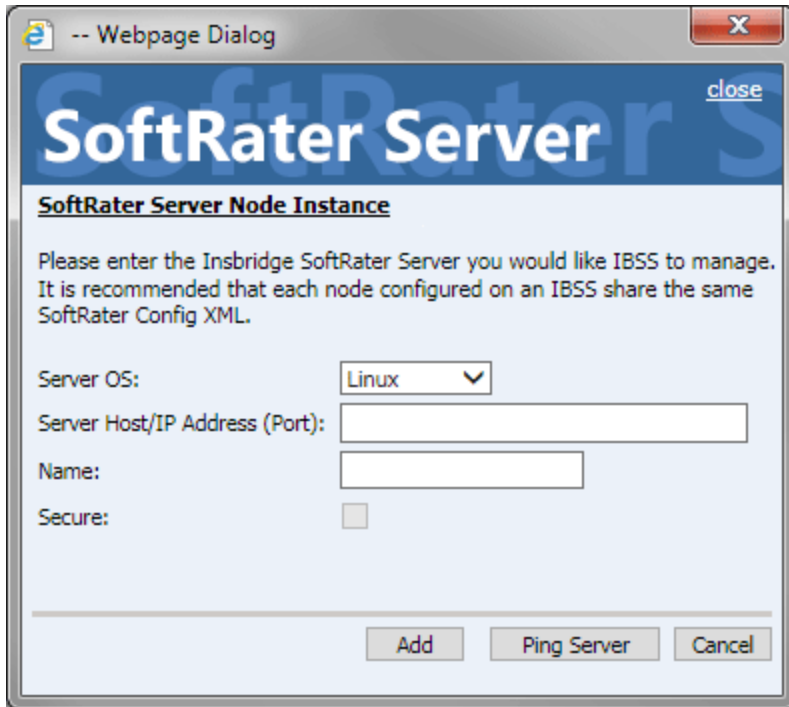 -- Webpage Dialog
close
SoftRater Server
SoftRater Server Node Instance
Please enter the Insbridge SoftRater Server you would like IBSS to manage.
It is recommended that each node configured on an IBSS share the same
SoftRater Config XML.
Server OS: Linux
Server Host/IP Address (Port):
Name:
Secure:
Add Ping Server Cancel